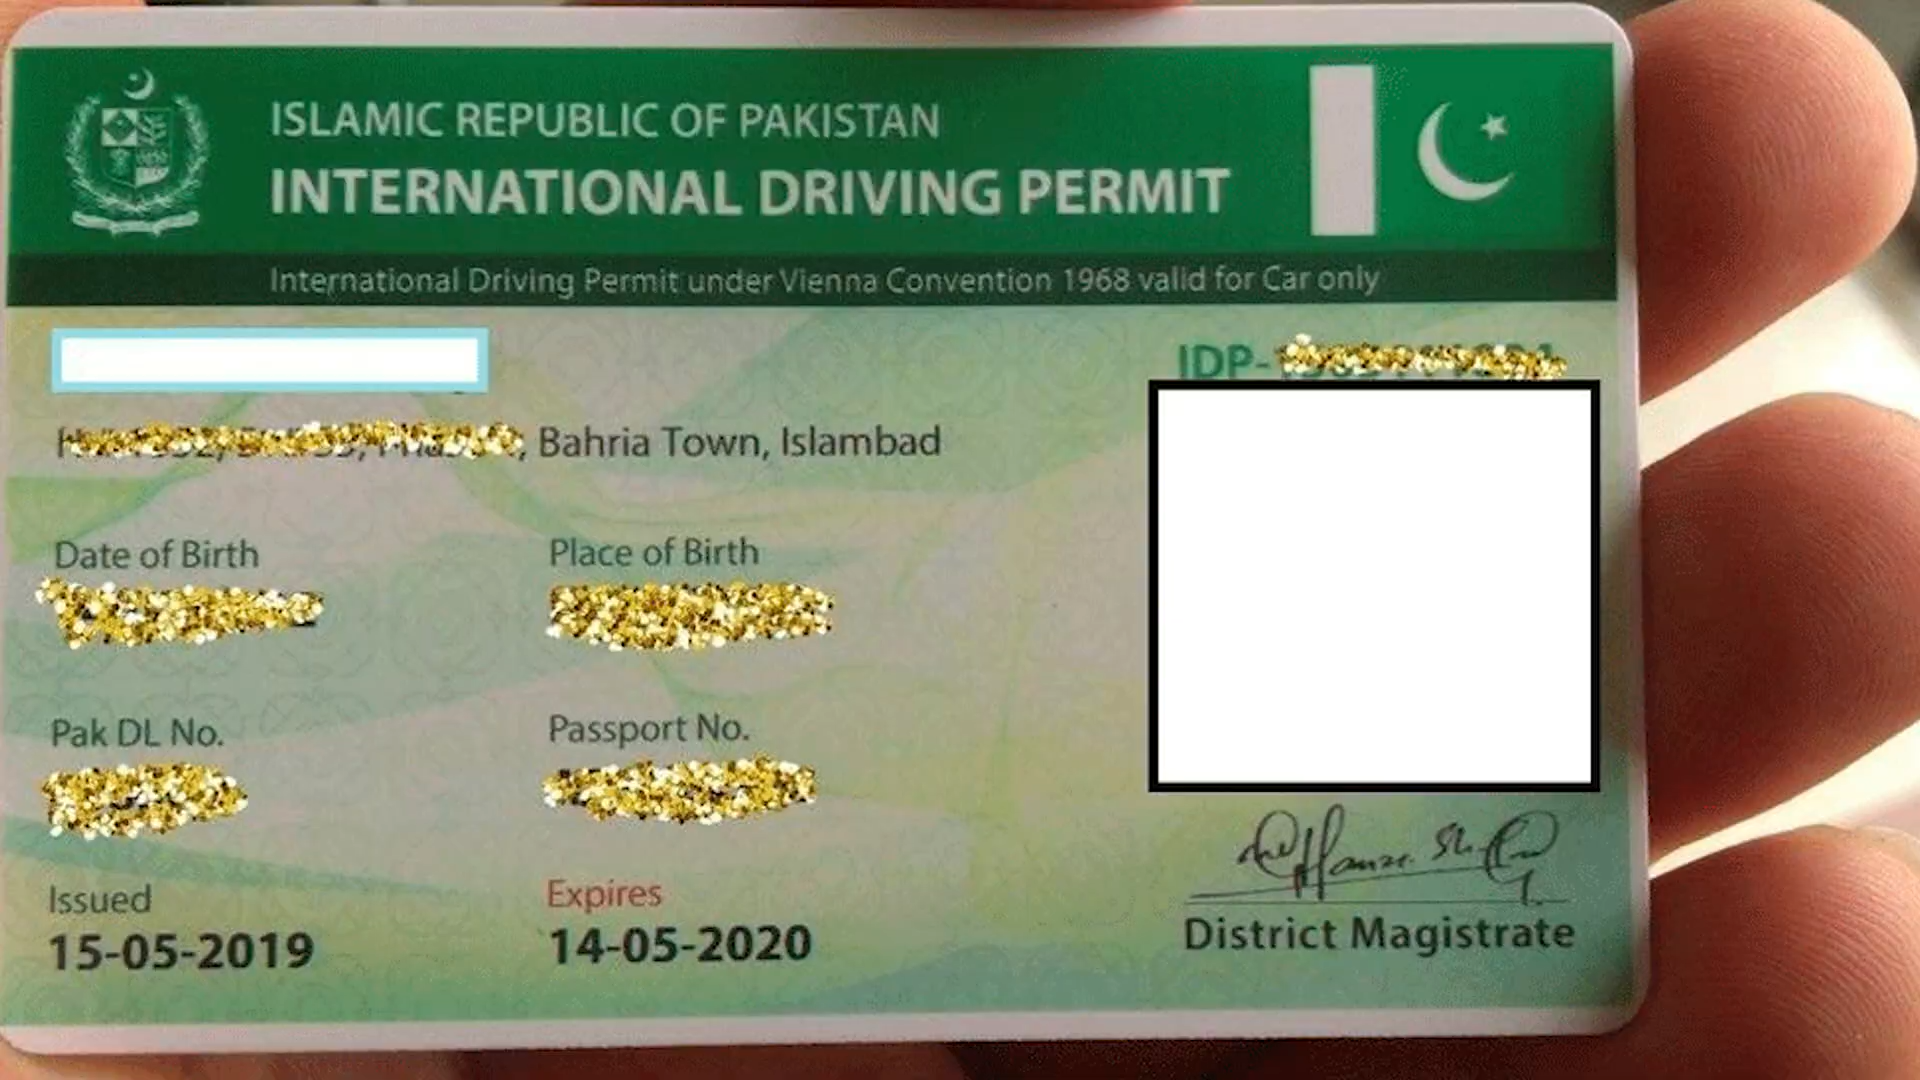 ISLAMIC REPUBLIC OF PAKISTAN
INTERNATIONAL DRIVING PERMIT
International Driving Permit under Vienna Convention 1968 valid for Car only
IDP-
, Bahria Town, Islambad
Date of Birth
Place of Birth
Pak DL No.
Passport No.
Issued
Expires
15-05-2019
14-05-2020
District Magistrate